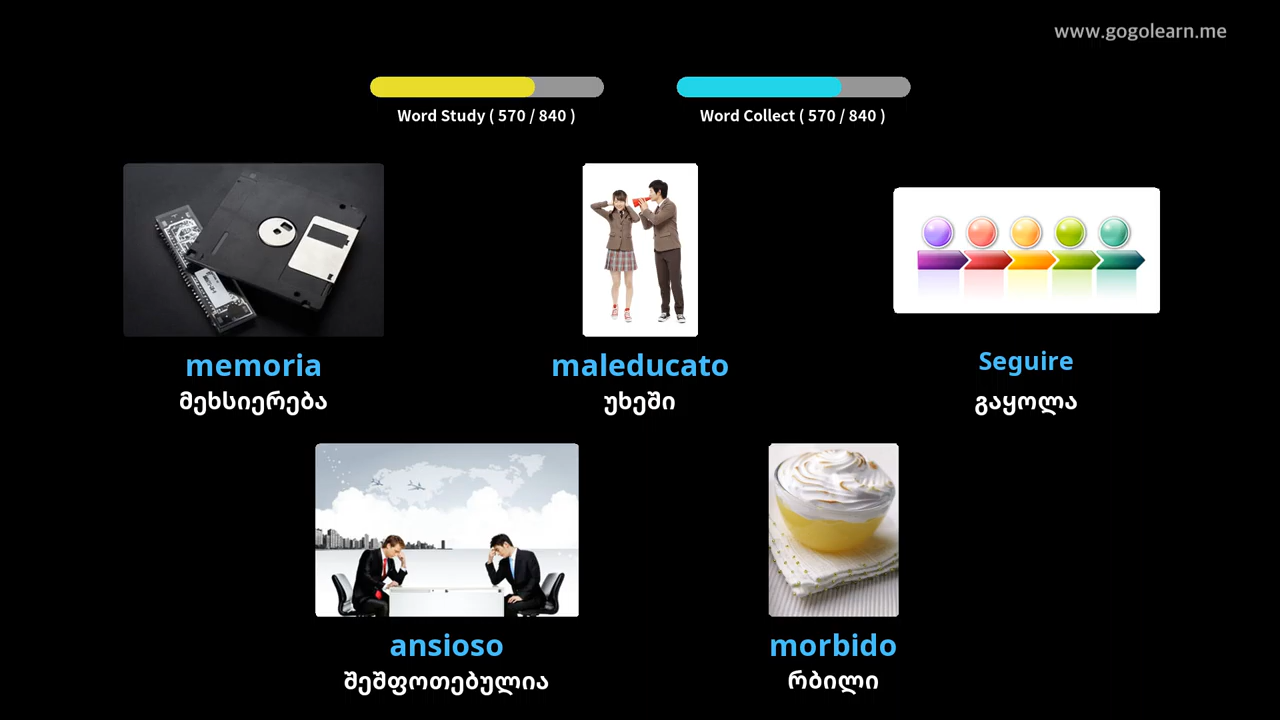 www.gogolearn.me
Word Study ( 570 / 840 )
Word Collect ( 570 / 840 )
memoria
მეხსიერება
maleducato
უხეში
Seguire
გაყოლა
ansioso
შეშფოთებულია
morbido
რბილი